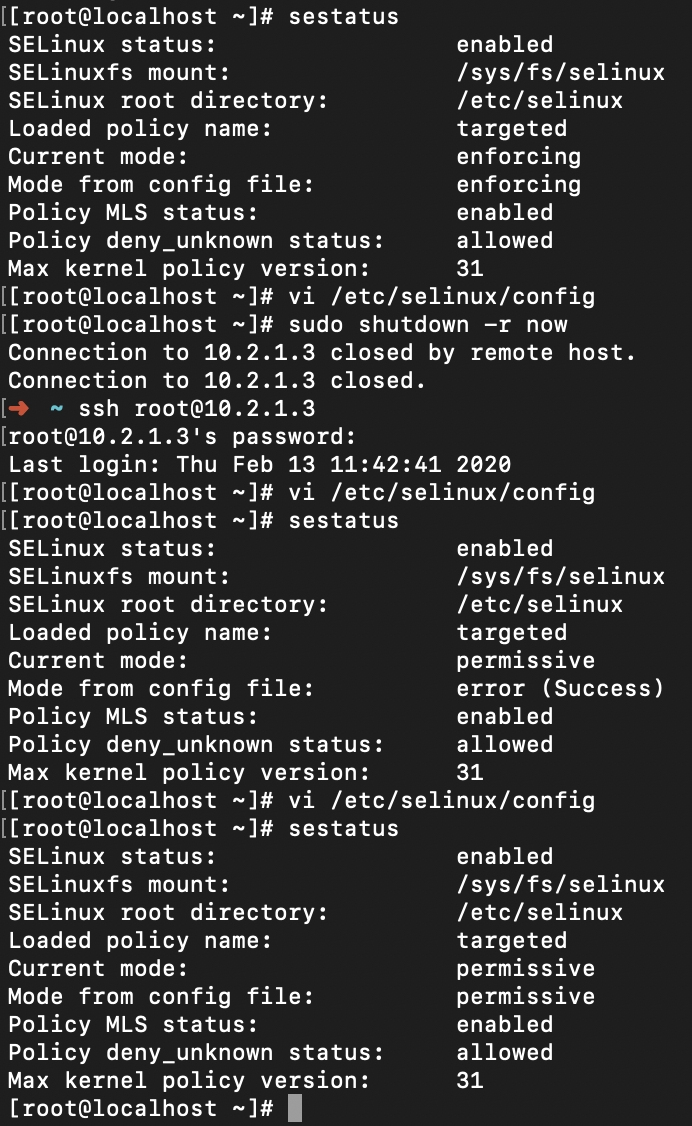 [[root@localhost ~]# sestatus
SELinux status:                 enabled
SELinuxfs mount:                /sys/fs/selinux
SELinux root directory:         /etc/selinux
Loaded policy name:             targeted
Current mode:                   enforcing
Mode from config file:          enforcing
Policy MLS status:              enabled
Policy deny_unknown status:     allowed
Max kernel policy version:      31
[[root@localhost ~]# vi /etc/selinux/config
[[root@localhost ~]# sudo shutdown -r now
Connection to 10.2.1.3 closed by remote host.
Connection to 10.2.1.3 closed.
[➜  ~ ssh root@10.2.1.3
[root@10.2.1.3's password:
Last login: Thu Feb 13 11:42:41 2020
[[root@localhost ~]# vi /etc/selinux/config
[[root@localhost ~]# sestatus
SELinux status:                 enabled
SELinuxfs mount:                /sys/fs/selinux
SELinux root directory:         /etc/selinux
Loaded policy name:             targeted
Current mode:                   permissive
Mode from config file:          error (Success)
Policy MLS status:              enabled
Policy deny_unknown status:     allowed
Max kernel policy version:      31
[[root@localhost ~]# vi /etc/selinux/config
[[root@localhost ~]# sestatus
SELinux status:                 enabled
SELinuxfs mount:                /sys/fs/selinux
SELinux root directory:         /etc/selinux
Loaded policy name:             targeted
Current mode:                   permissive
Mode from config file:          permissive
Policy MLS status:              enabled
Policy deny_unknown status:     allowed
Max kernel policy version:      31
[root@localhost ~]#